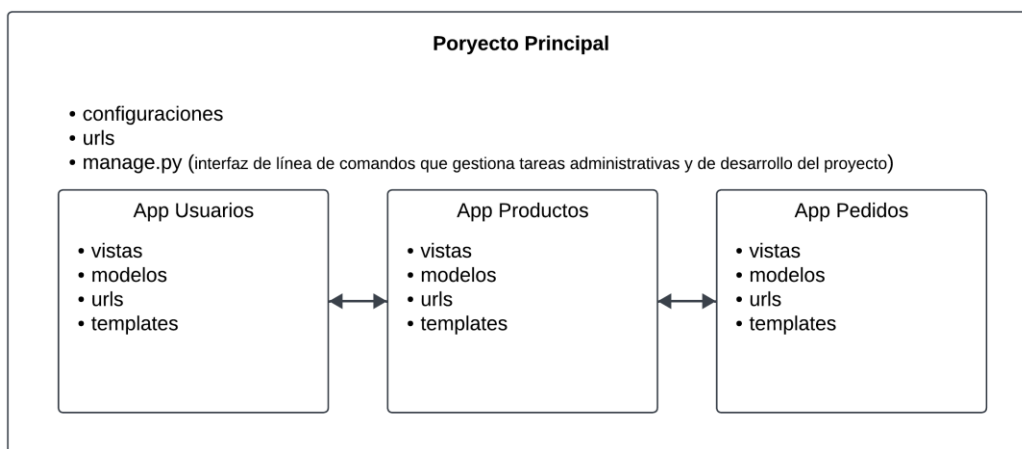 Poryecto Principal
• configuraciones
• urls
• manage.py (interfaz de línea de comandos que gestiona tareas administrativas y de desarrollo del proyecto)
App Usuarios
• vistas
• modelos
• urls
• templates
App Productos
• vistas
• modelos
• urls
• templates
App Pedidos
• vistas
• modelos
• urls
• templates